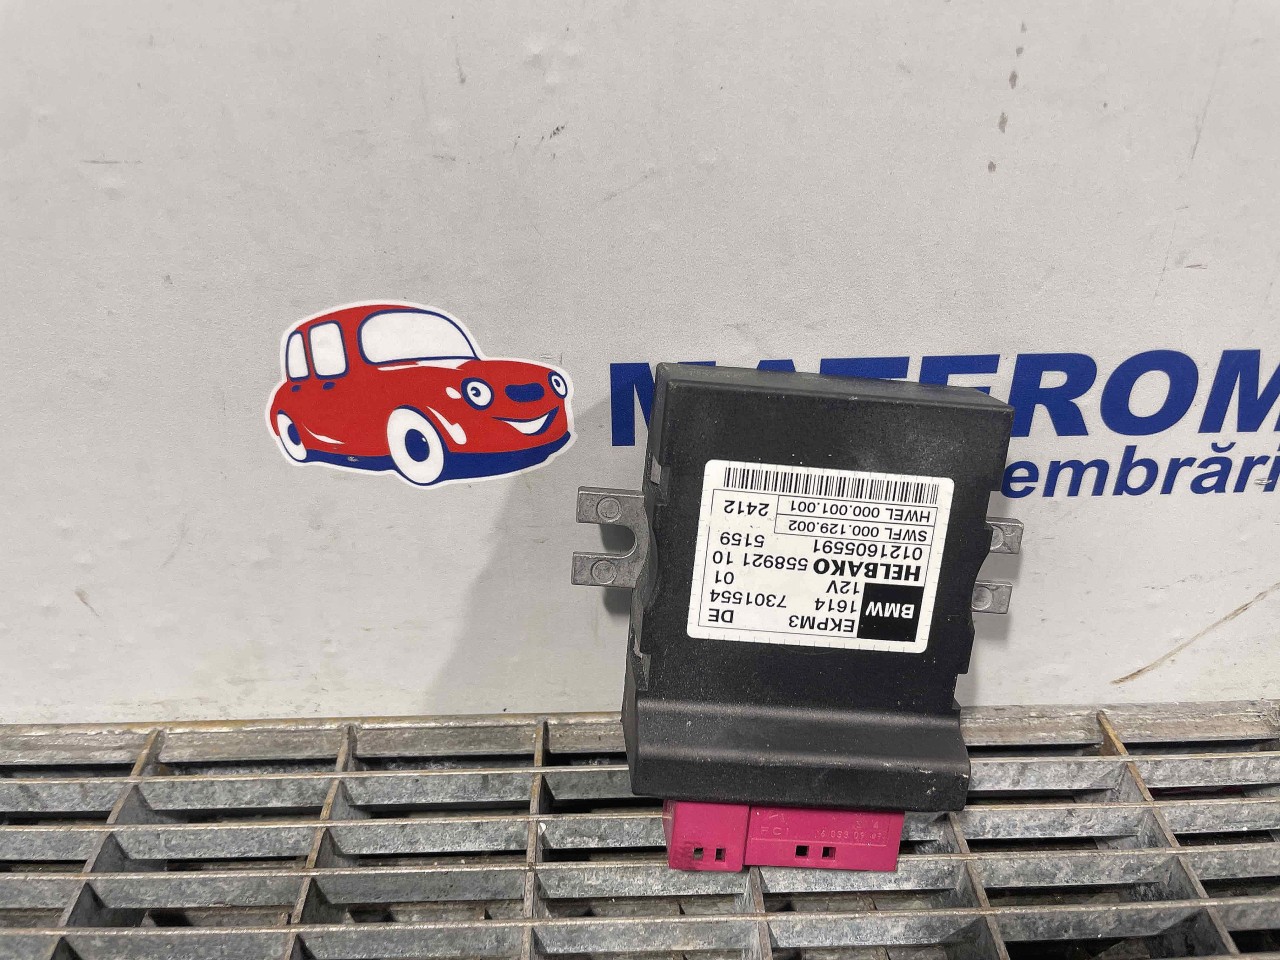 MATEROM
embrări
EKPM3 DE
BMW 1614 7301554
12V 01
HELBAKO 558921 10
0121605591 5159
SWFL 000.129.002
HWEL 000.001.001 2412
FCI